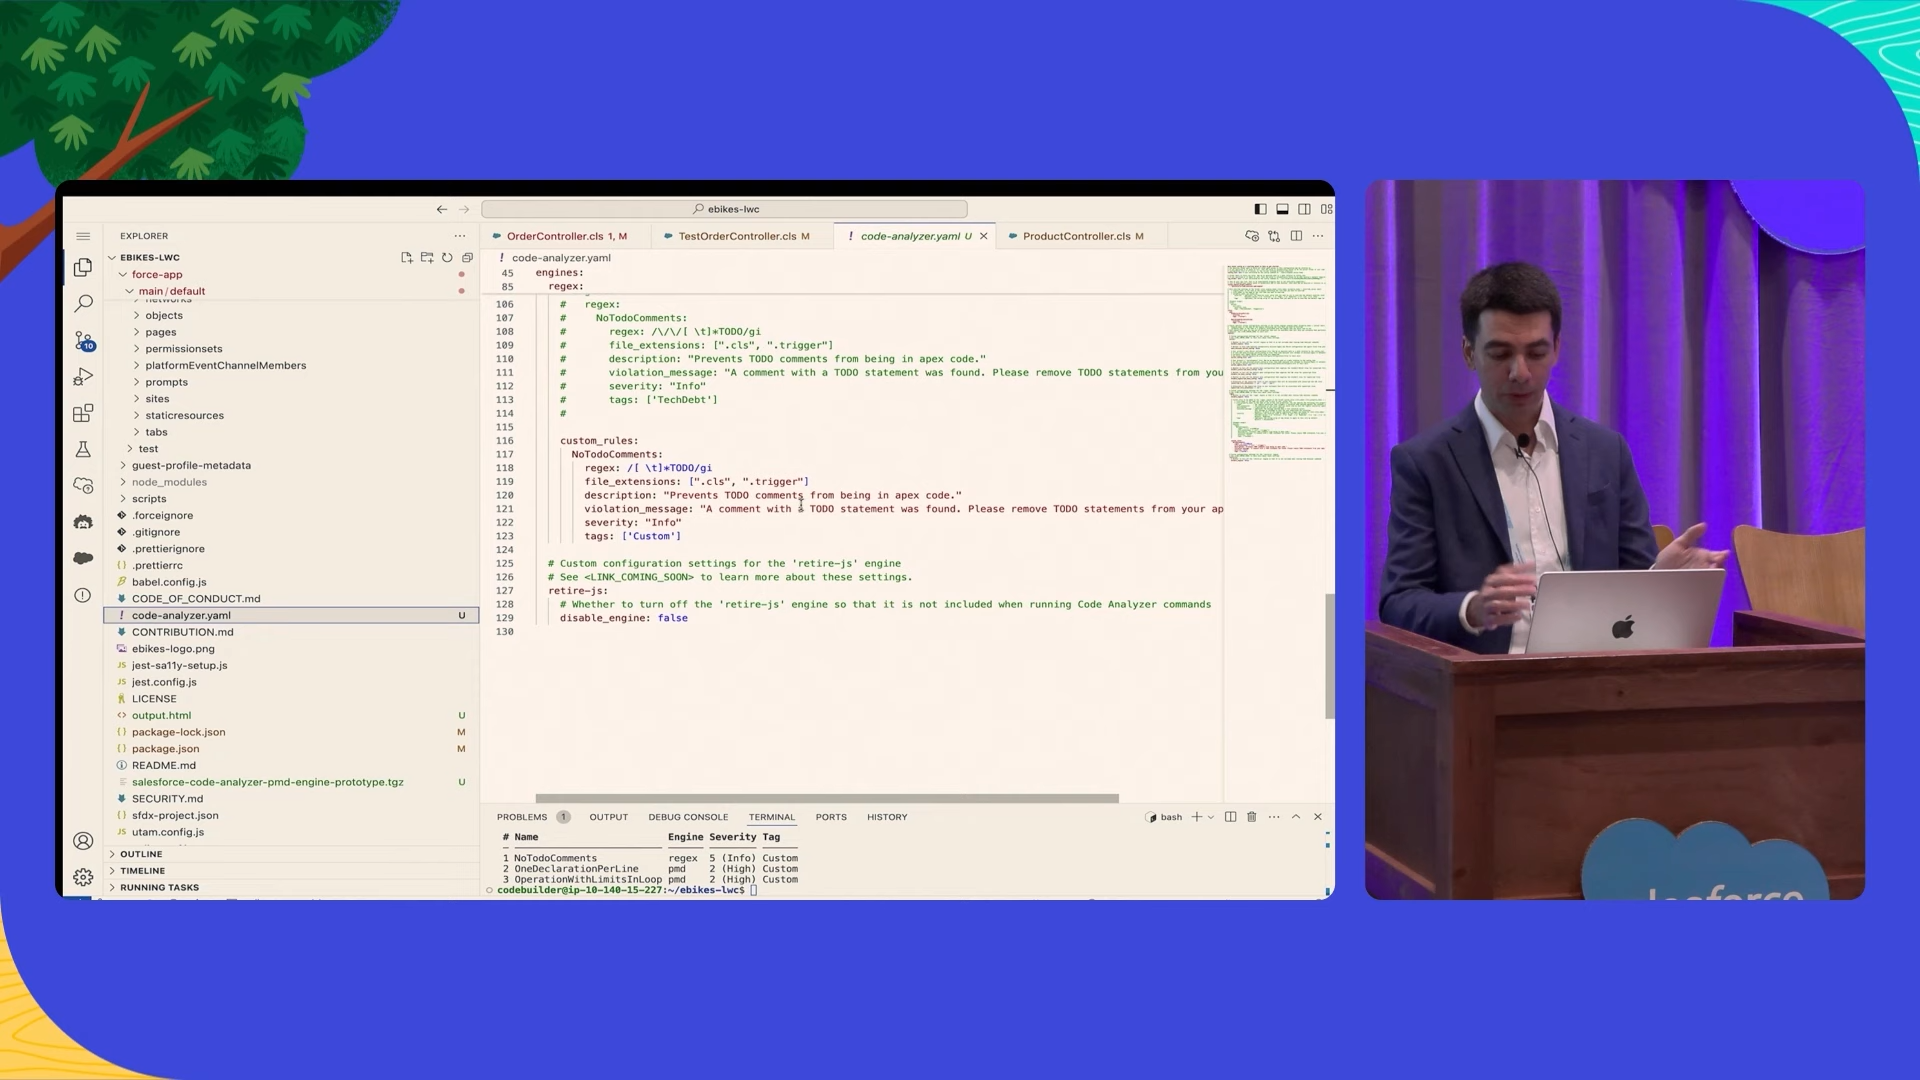 ebikes-lwc
EXPLORER
EBIKES-LWC
force-app
main / default
networks
objects
pages
permissionsets
platformEventChannelMembers
prompts
sites
staticresources
tabs
test
guest-profile-metadata
node_modules
scripts
.forceignore
.gitignore
.prettierignore
.prettierrc
babel.config.js
CODE_OF_CONDUCT.md
code-analyzer.yaml U
CONTRIBUTION.md
ebikes-logo.png
jest-sa11y-setup.js
jest.config.js
LICENSE
output.html U
package-lock.json M
package.json M
README.md
salesforce-code-analyzer-pmd-engine-prototype.tgz U
SECURITY.md
sfdx-project.json
utam.config.js
OUTLINE
TIMELINE
RUNNING TASKS
10
OrderController.cls 1, M
TestOrderController.cls M
code-analyzer.yaml U
ProductController.cls M
code-analyzer.yaml
45 engines:
85 regex:
106 # regex:
107 # NoTodoComments:
108 # regex: /\/\/[ \t]*TODO/gi
109 # file_extensions: [".cls", ".trigger"]
110 # description: "Prevents TODO comments from being in apex code."
111 # violation_message: "A comment with a TODO statement was found. Please remove TODO statements from you
112 # severity: "Info"
113 # tags: ['TechDebt']
114 #
115
116 custom_rules:
117 NoTodoComments:
118 regex: /[ \t]*TODO/gi
119 file_extensions: [".cls", ".trigger"]
120 description: "Prevents TODO comments from being in apex code."
121 violation_message: "A comment with a TODO statement was found. Please remove TODO statements from your ap
122 severity: "Info"
123 tags: ['Custom']
124
125 # Custom configuration settings for the 'retire-js' engine
126 # See <LINK_COMING_SOON> to learn more about these settings.
127 retire-js:
128 # Whether to turn off the 'retire-js' engine so that it is not included when running Code Analyzer commands
129 disable_engine: false
130
PROBLEMS 1 OUTPUT DEBUG CONSOLE TERMINAL PORTS HISTORY
bash
# Name Engine Severity Tag
1 NoTodoComments regex 5 (Info) Custom
2 OneDeclarationPerLine pmd 2 (High) Custom
3 OperationWithLimitsInLoop pmd 2 (High) Custom
codebuilder@ip-10-140-15-227:~/ebikes-lwc$